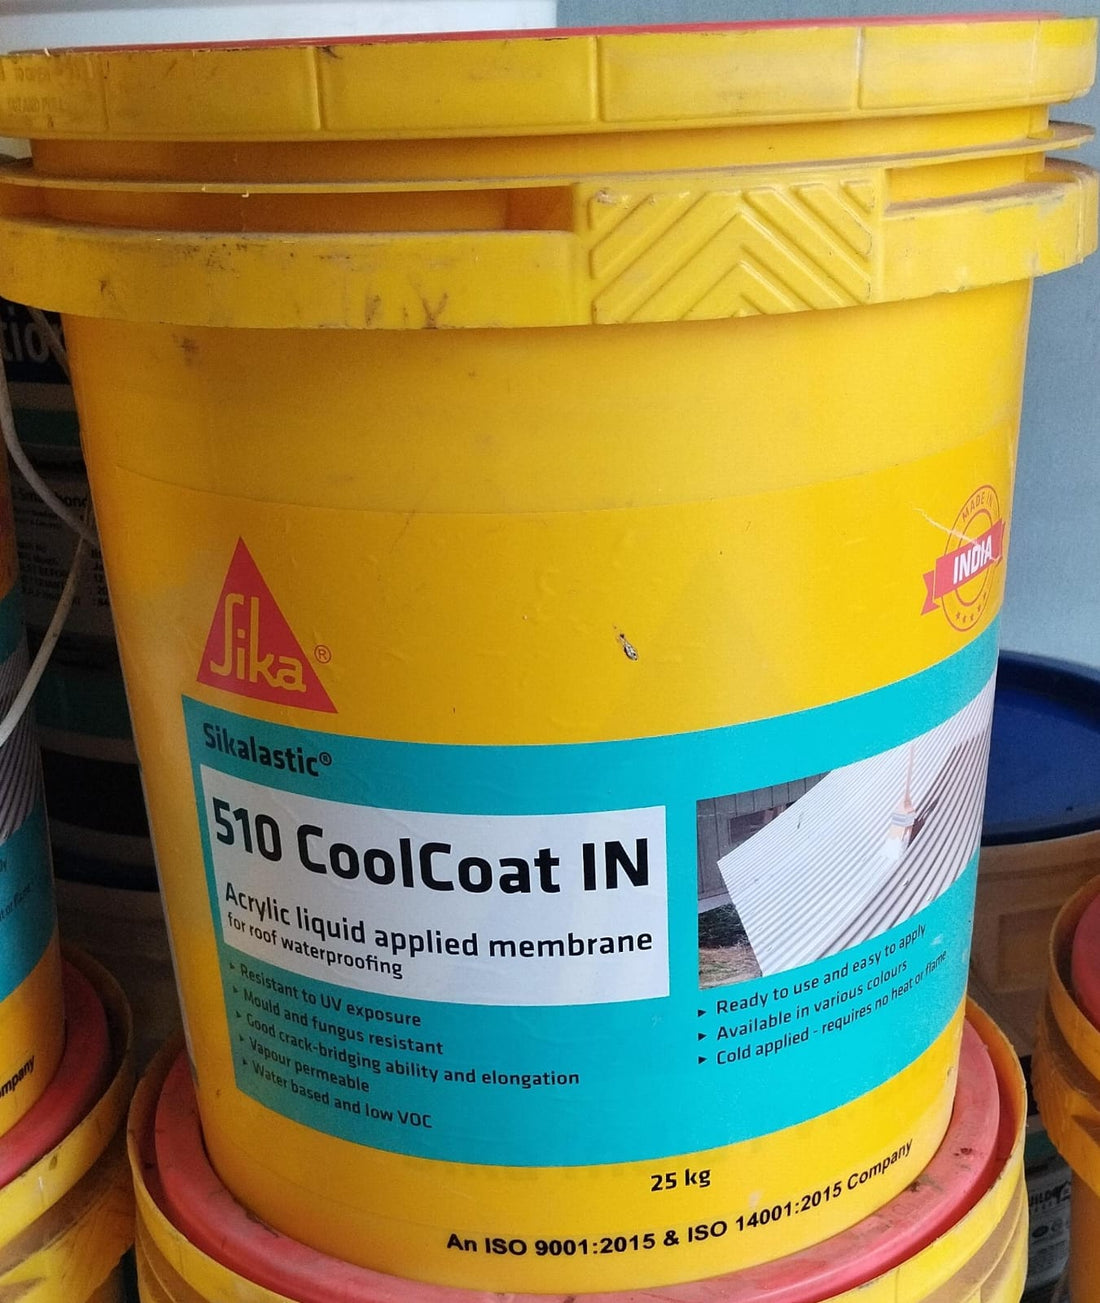 MADE IN
INDIA
Sika®
Sikalastic®
510 CoolCoat IN
Acrylic liquid applied membrane
for roof waterproofing
▸ Resistant to UV exposure
▸ Mould and fungus resistant
▸ Good crack-bridging ability and elongation
▸ Vapour permeable
▸ Water based and low VOC
▸ Ready to use and easy to apply
▸ Available in various colours
▸ Cold applied - requires no heat or flame
25 kg
An ISO 9001:2015 & ISO 14001:2015 Company